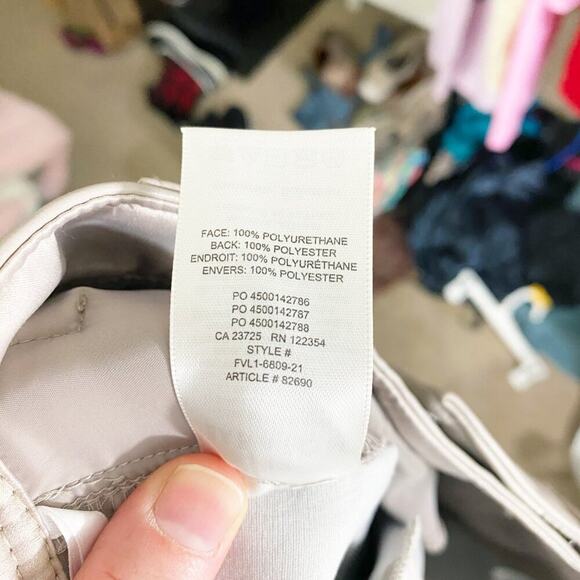 FACE: 100% POLYURETHANE
BACK: 100% POLYESTER
ENDROIT: 100% POLYURÉTHANE
ENVERS: 100% POLYESTER
PO 4500142786
PO 4500142787
PO 4500142788
CA 23725 RN 122354
STYLE #
FVL1-6809-21
ARTICLE # 82690